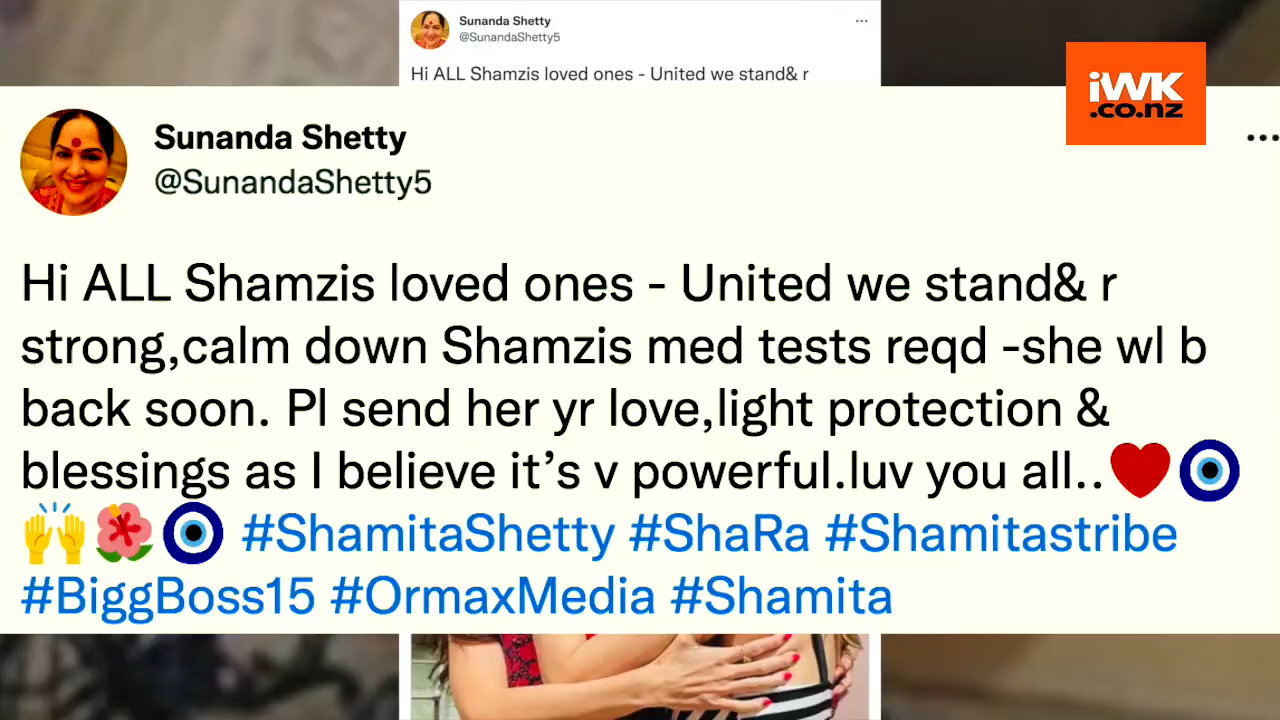 Sunanda Shetty
@SunandaShetty5
Hi ALL Shamzis loved ones - United we stand& r
iWK
.co.nz
Sunanda Shetty
@SunandaShetty5
Hi ALL Shamzis loved ones - United we stand& r
strong,calm down Shamzis med tests reqd -she wl b
back soon. Pl send her yr love,light protection &
blessings as I believe it’s v powerful.luv you all..❤️🧿
🙌🌺🧿 #ShamitaShetty #ShaRa #Shamitastribe
#BiggBoss15 #OrmaxMedia #Shamita